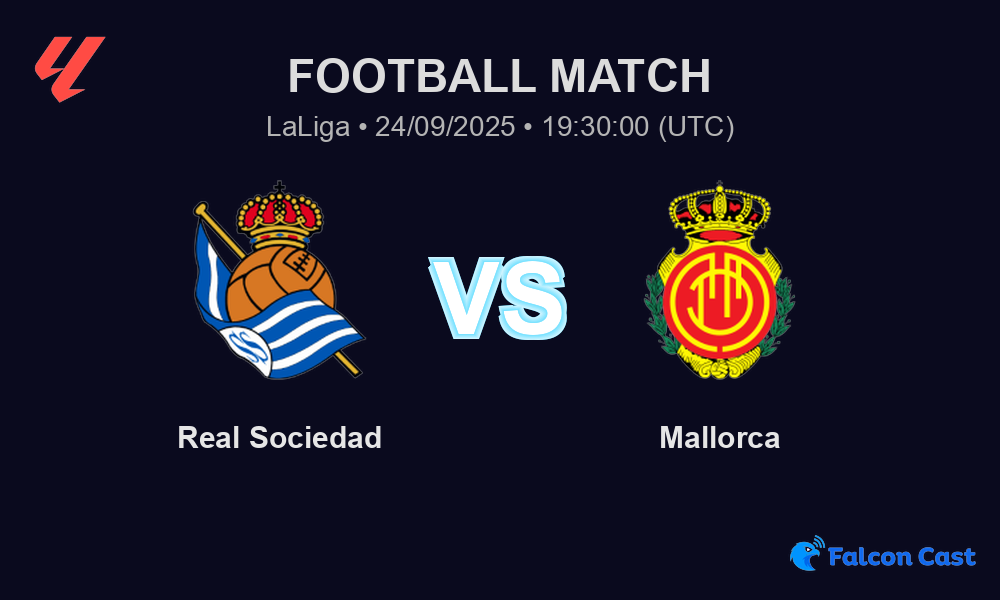 FOOTBALL MATCH
LaLiga • 24/09/2025 • 19:30:00 (UTC)
VS
Real Sociedad
Mallorca
Falcon Cast